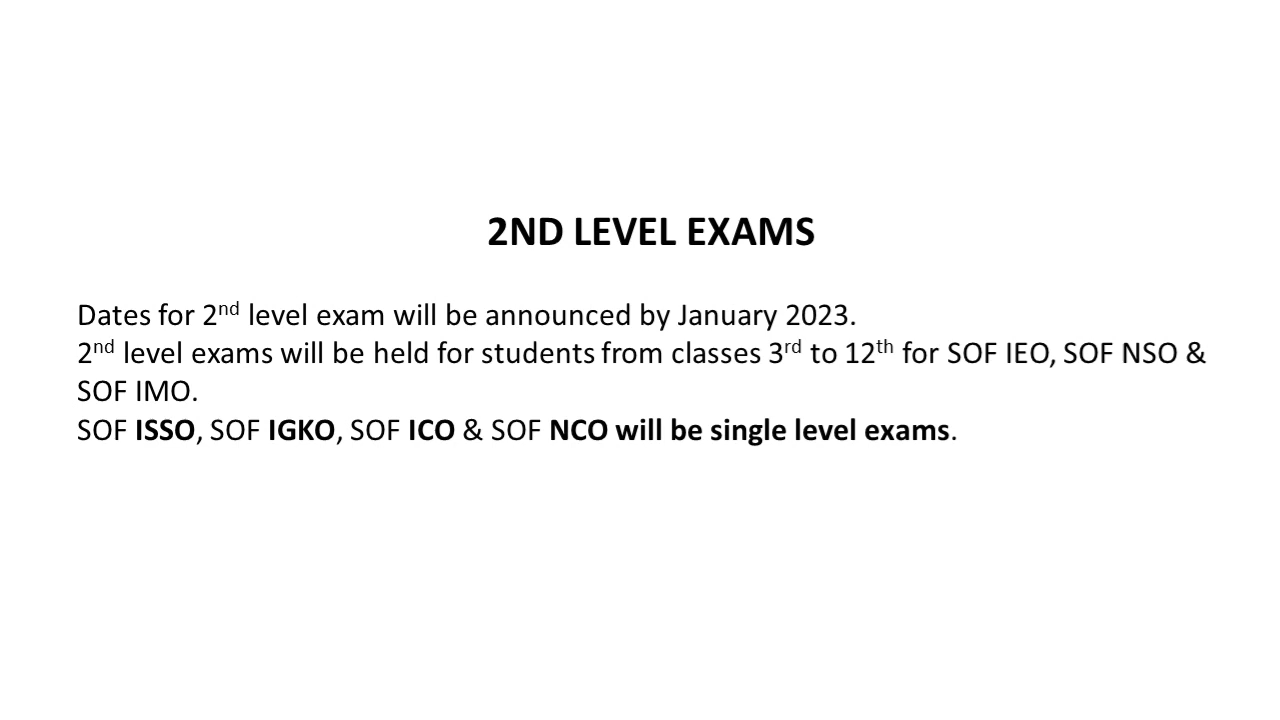 2ND LEVEL EXAMS
Dates for 2nd level exam will be announced by January 2023.
2nd level exams will be held for students from classes 3rd to 12th for SOF IEO, SOF NSO &
SOF IMO.
SOF ISSO, SOF IGKO, SOF ICO & SOF NCO will be single level exams.